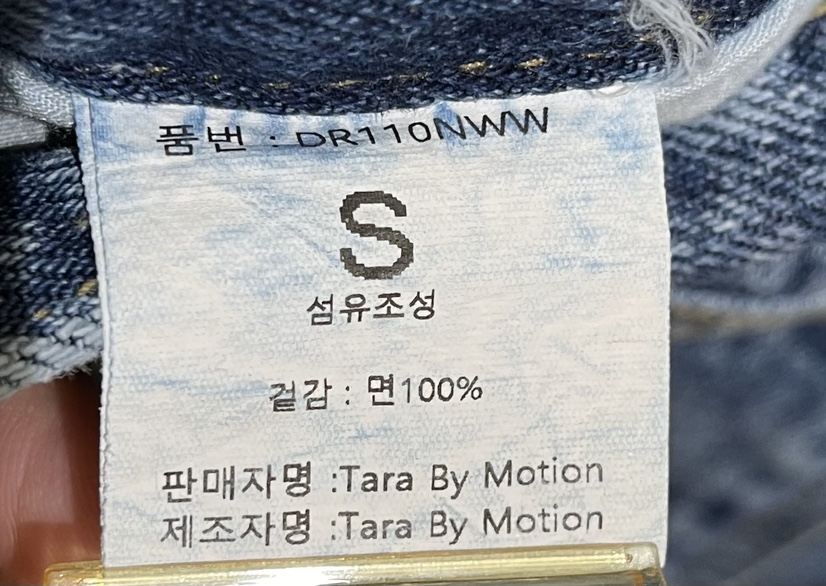 품번 : DR110NWW
S
섬유조성
겉감 : 면100%
판매자명 :Tara By Motion
제조자명 :Tara By Motion